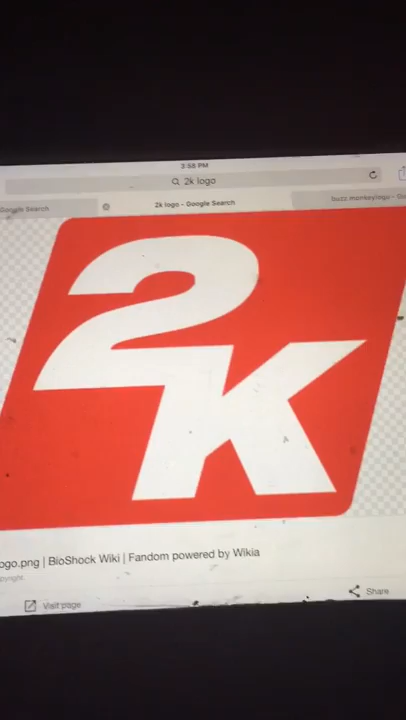 3:58 PM
2k logo
Google Search
2k logo - Google Search
buzz monkey logo - Go
2K
ogo.png | BioShock Wiki | Fandom powered by Wikia
pyright.
Visit page
Share